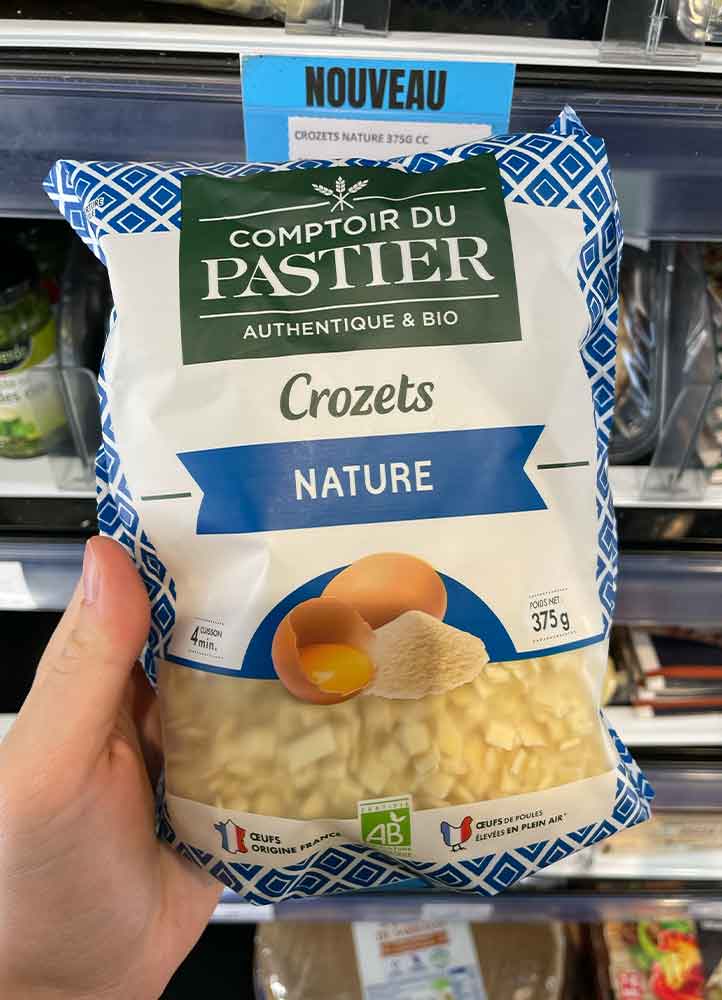 NOUVEAU
CROZETS NATURE 375G CC
COMPTOIR DU
PASTIER
AUTHENTIQUE & BIO
Crozets
NATURE
CUISSON
4 min.
POIDS NET
375 g
ŒUFS
ORIGINE FRANCE
AB
ŒUFS DE POULES
ÉLEVÉES EN PLEIN AIR*